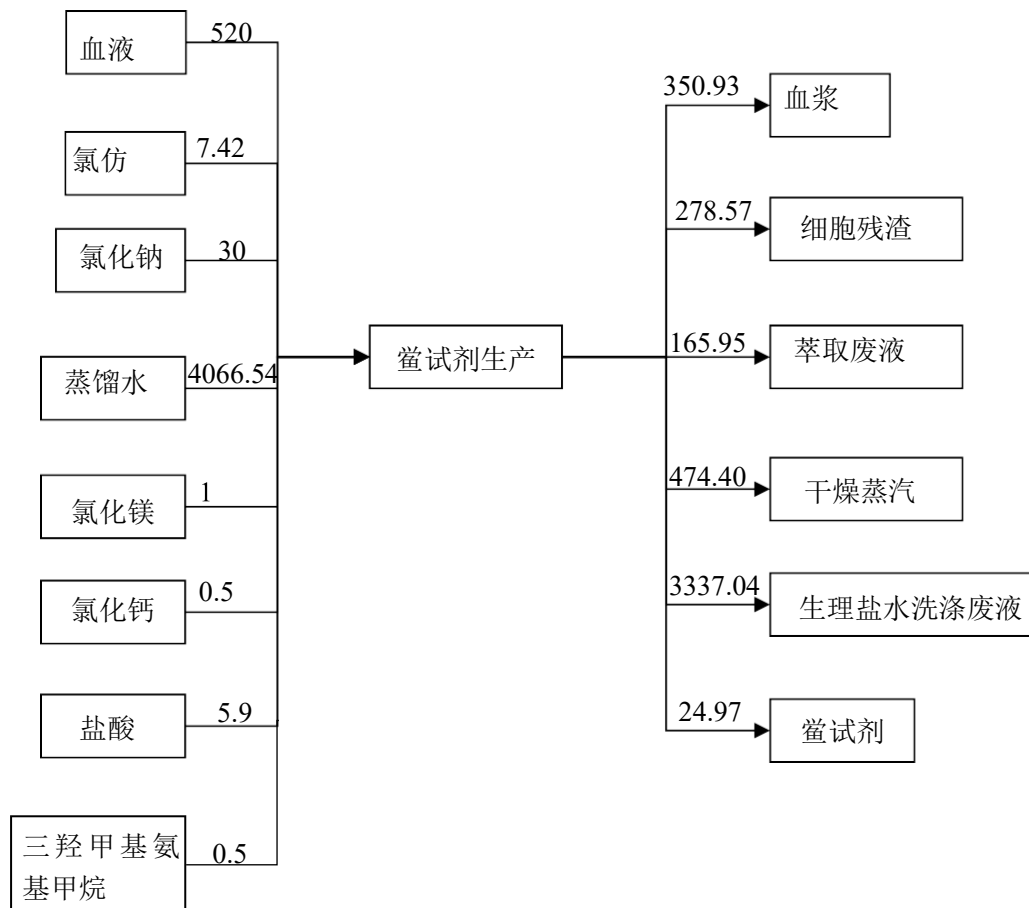 血液
520
氯仿
7.42
氯化钠
30
蒸馏水
4066.54
氯化镁
1
氯化钙
0.5
盐酸
5.9
三羟甲基氨
基甲烷
0.5
鲎试剂生产
350.93
血浆
278.57
细胞残渣
165.95
萃取废液
474.40
干燥蒸汽
3337.04
生理盐水洗涤废液
24.97
鲎试剂